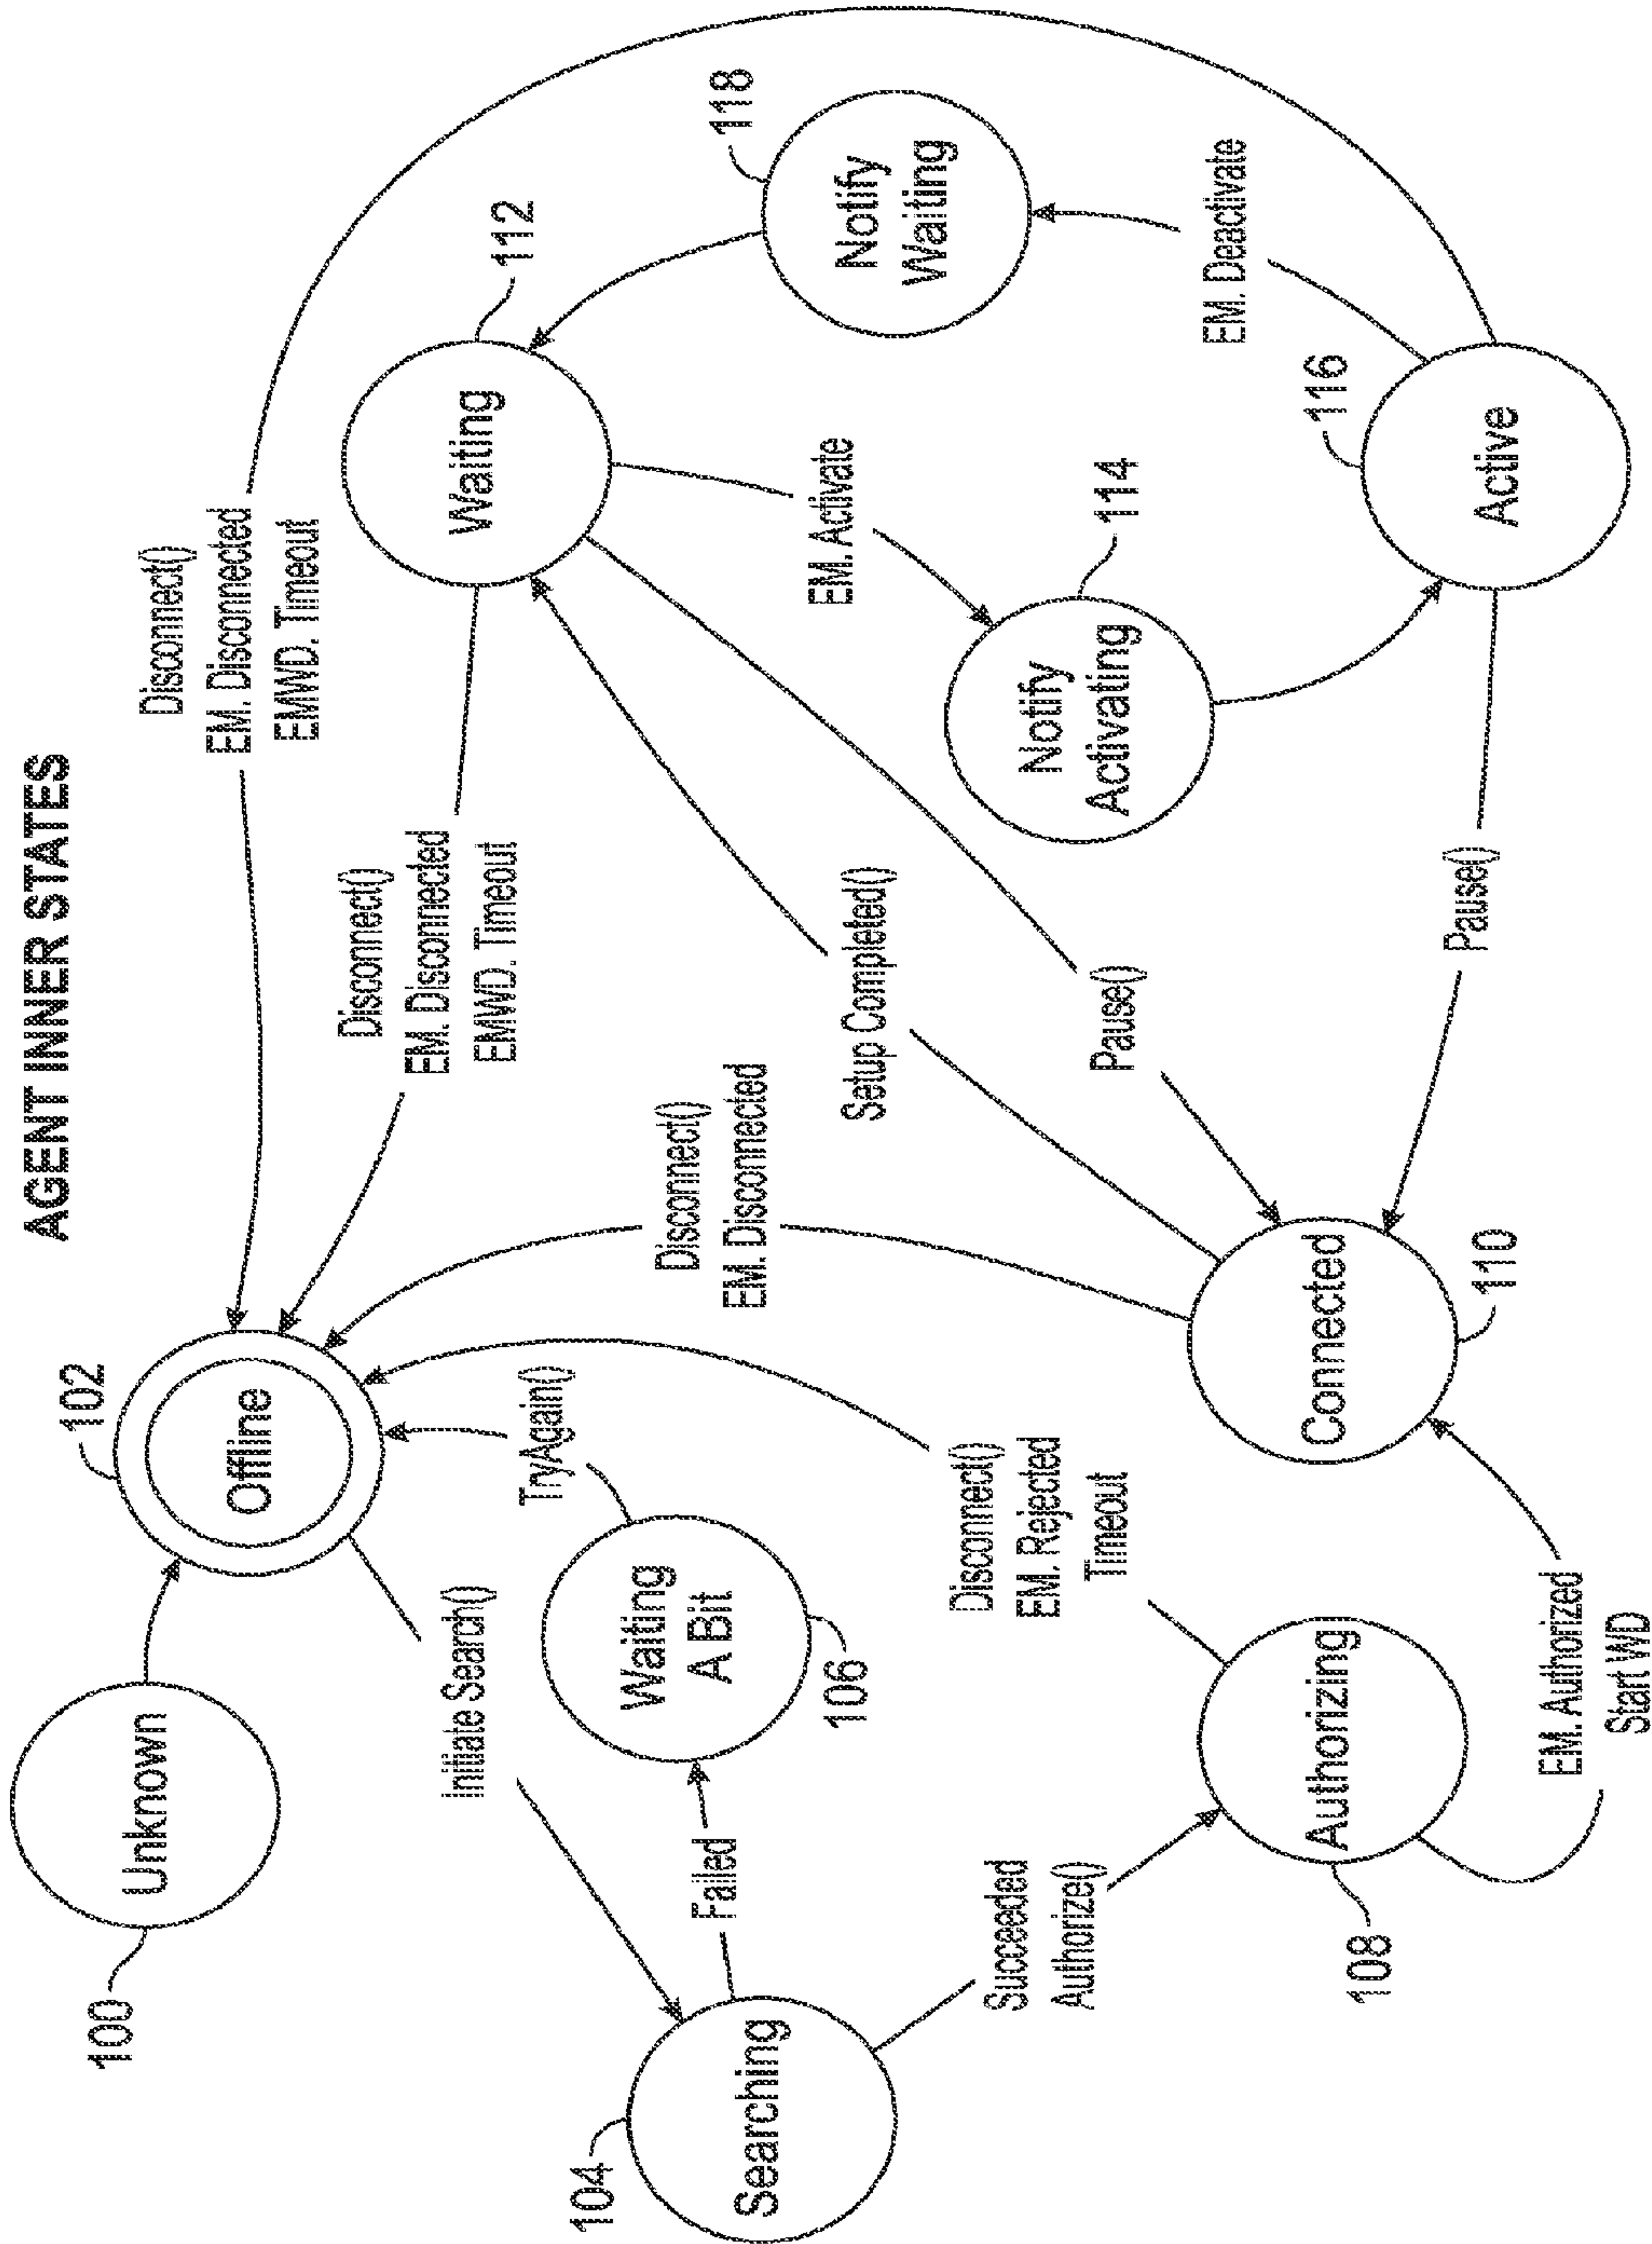 AGENT INNER STATES
100
Unknown
102
Offline
Disconnect()
EM. Disconnected
EMWD. Timeout
Initiate Search()
TryAgain()
Disconnect()
EM. Disconnected
EMWD. Timeout
Waiting
112
104
Searching
Failed
Waiting
A Bit
106
Disconnect()
EM. Disconnected
Setup Completed()
EM. Activate
118
Notify
Waiting
Succeeded
Authorize()
Disconnect()
EM. Rejected
Timeout
Pause()
Notify
Activating
114
EM. Deactivate
108
Authorizing
Connected
110
Pause()
116
Active
EM. Authorized
Start WD